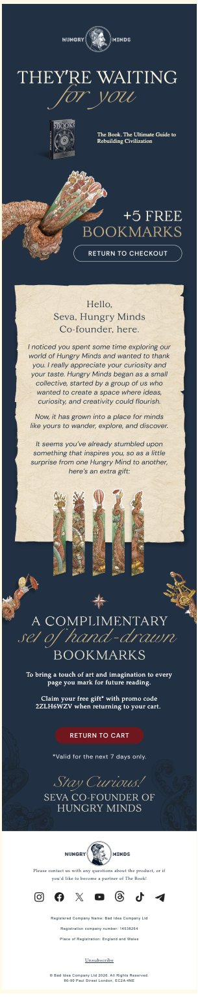 HUNGRY MINDS
THEY'RE WAITING
for you
BOOK
The Book. The Ultimate Guide to
Rebuilding Civilization
+5 FREE
BOOKMARKS
RETURN TO CHECKOUT
Hello,
Seva, Hungry Minds
Co-founder, here.
I noticed you spent some time exploring our
world of Hungry Minds and wanted to thank
you. I really appreciate your curiosity and
your taste. Hungry Minds began as a small
collective, started by a group of us who
wanted to create a space where ideas,
curiosity, and creativity could flourish.
Now, it has grown into a place for minds
like yours to wander, explore, and discover.
It seems you've already stumbled upon
something that inspires you, so as a little
surprise from one Hungry Mind to another,
here's an extra gift:
A COMPLIMENTARY
set of hand-drawn
BOOKMARKS
To bring a touch of art and imagination to every
page you mark for future reading.
Claim your free gift* with promo code
2ZLH6WZV when returning to your cart.
RETURN TO CART
*Valid for the next 7 days only.
Stay Curious!
SEVA CO-FOUNDER OF
HUNGRY MINDS
HUNGRY MINDS
Please contact us with any questions about the product, or if
you'd like to become a partner of The Book!
Registered Company Name: Bad Idea Company Ltd
Registration company number: 14538264
Place of Registration: England and Wales
Unsubscribe
© Bad Idea Company Ltd 2026. All Rights Reserved.
86-90 Paul Street London, EC2A 4NE